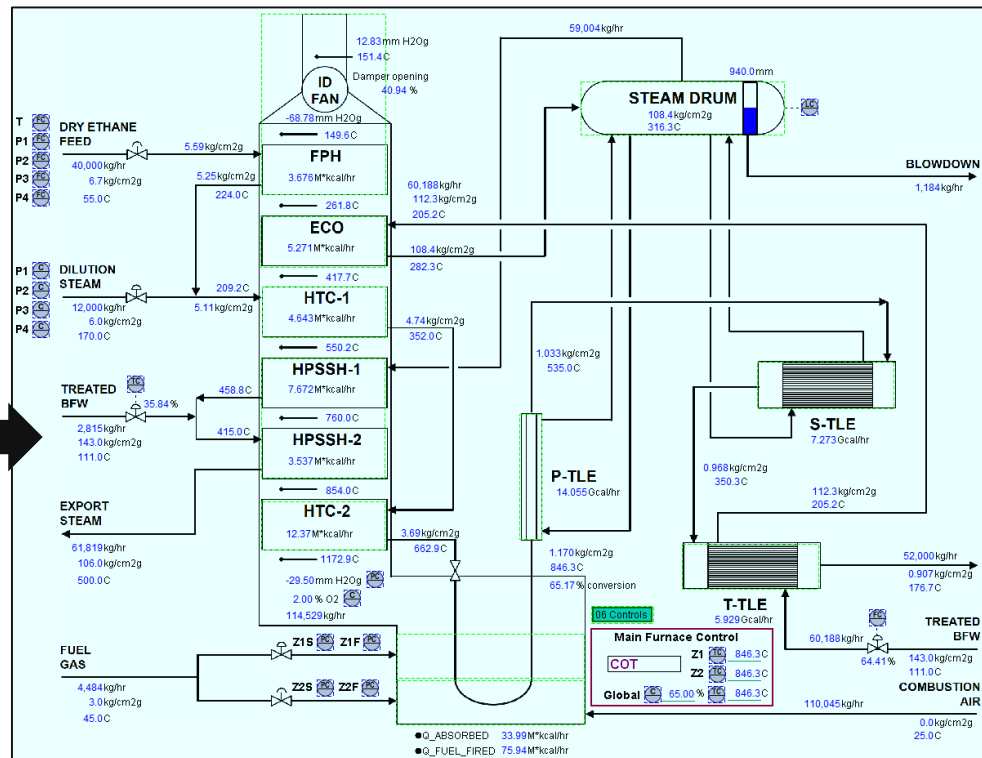 12.83mm H2Og
151.4C
ID
FAN
Damper opening
40.94 %
-68.78mm H2Og
149.6C
59,004kg/hr
940.0mm
STEAM DRUM
108.4kg/cm2g
316.3C
LC
BLOWDOWN
1,184kg/hr
T FC
P1 FC
P2 FC
P3 FC
P4 FC
DRY ETHANE
FEED
40,000kg/hr
6.7kg/cm2g
55.0C
5.59kg/cm2g
5.25kg/cm2g
224.0C
FPH
3.676M*kcal/hr
261.8C
60,188kg/hr
112.3kg/cm2g
205.2C
ECO
5.271M*kcal/hr
108.4kg/cm2g
282.3C
417.7C
P1 C
P2 C
P3 C
P4 C
DILUTION
STEAM
12,000kg/hr
6.0kg/cm2g
170.0C
209.2C
5.11kg/cm2g
HTC-1
4.643M*kcal/hr
4.74kg/cm2g
352.0C
550.2C
TREATED
BFW
TC
35.84%
2,815kg/hr
143.0kg/cm2g
111.0C
458.8C
415.0C
HPSSH-1
7.672M*kcal/hr
760.0C
HPSSH-2
3.537M*kcal/hr
854.0C
EXPORT
STEAM
61,819kg/hr
106.0kg/cm2g
500.0C
HTC-2
12.37M*kcal/hr
3.69kg/cm2g
662.9C
1172.9C
-29.50mm H2Og PC
2.00% O2 C
114,529kg/hr
1.033kg/cm2g
535.0C
P-TLE
14.055Gcal/hr
1.170kg/cm2g
846.3C
65.17% conversion
S-TLE
7.273Gcal/hr
0.968kg/cm2g
350.3C
112.3kg/cm2g
205.2C
T-TLE
5.929Gcal/hr
52,000kg/hr
0.907kg/cm2g
176.7C
FC
TREATED
BFW
60,188kg/hr
64.41%
143.0kg/cm2g
111.0C
06 Controls
Main Furnace Control
COT
Z1 TC 846.3C
Z2 TC 846.3C
Global C 65.00% TC 846.3C
COMBUSTION
AIR
110,045kg/hr
0.0kg/cm2g
25.0C
FUEL
GAS
4,484kg/hr
3.0kg/cm2g
45.0C
Z1S PC Z1F PC
Z2S PC Z2F PC
Q_ABSORBED 33.99M*kcal/hr
Q_FUEL_FIRED 75.94M*kcal/hr